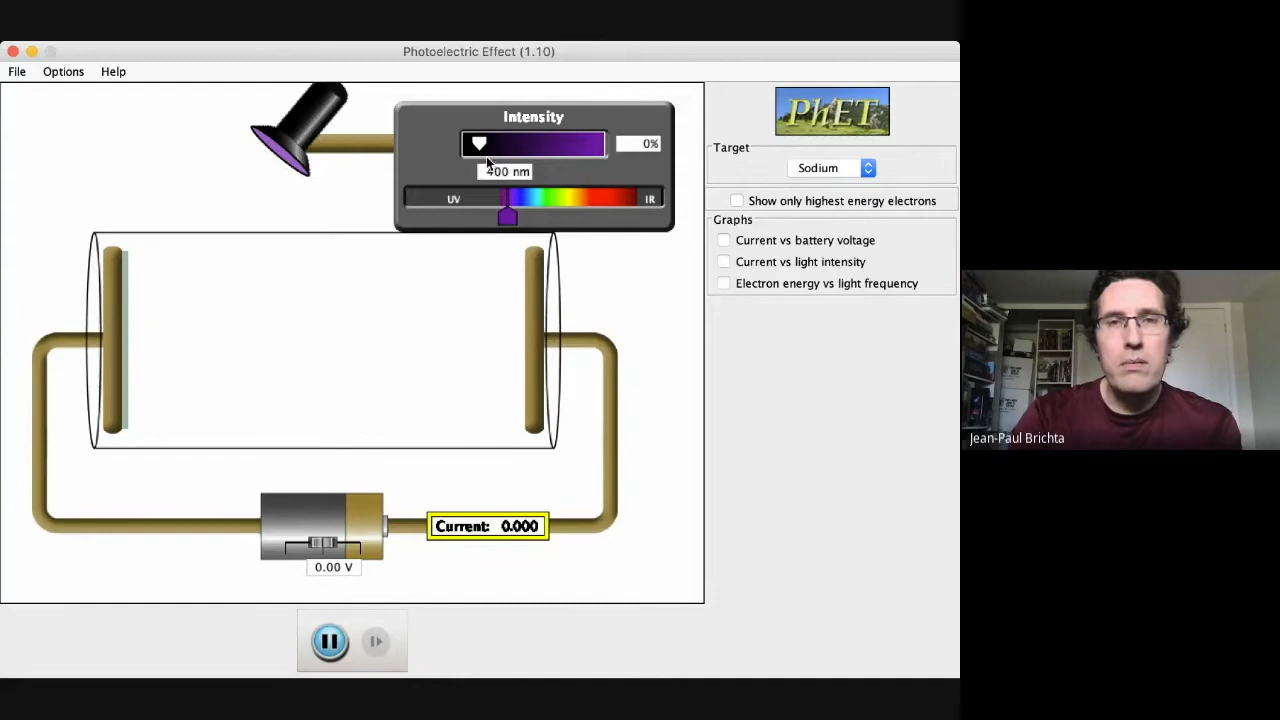 Photoelectric Effect (1.10)
File Options Help
Intensity
0%
400 nm
UV
IR
PhET
Target
Sodium
Show only highest energy electrons
Graphs
Current vs battery voltage
Current vs light intensity
Electron energy vs light frequency
Jean-Paul Brichta
Current: 0.000
0.00 V